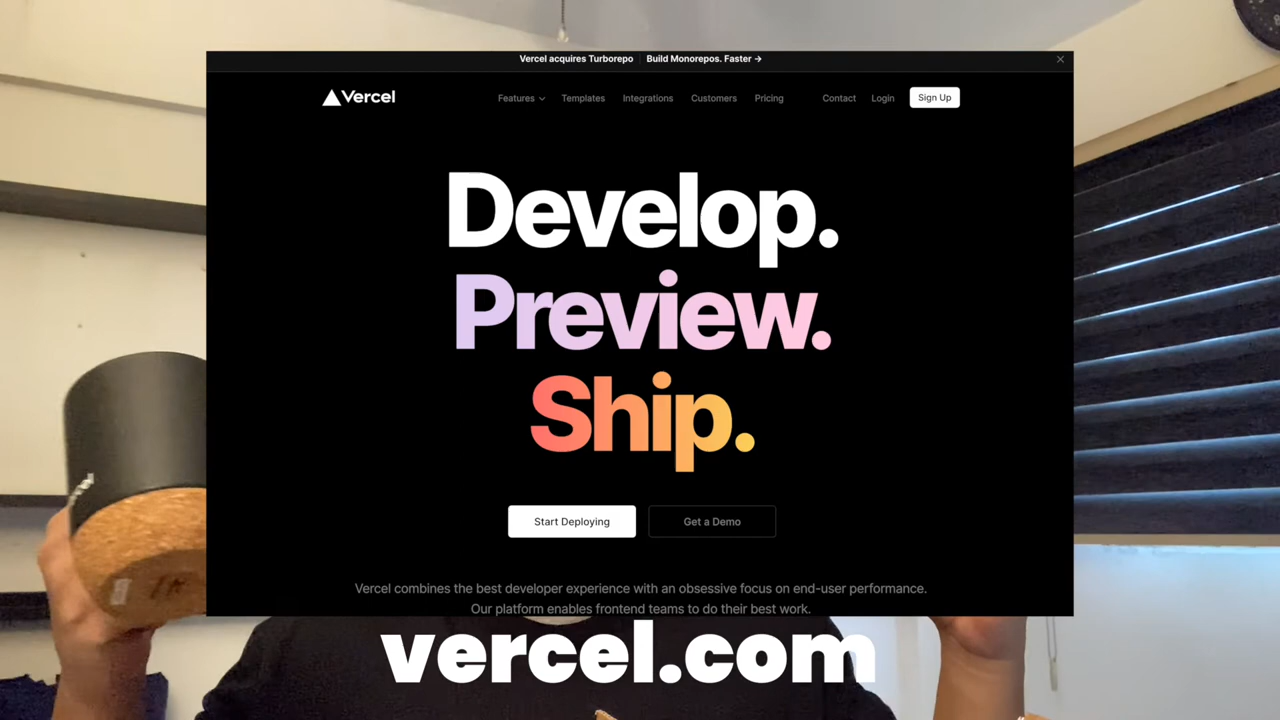 Vercel acquires Turborepo Build Monorepos. Faster →
Vercel Features Templates Integrations Customers Pricing Contact Login Sign Up
Develop.
Preview.
Ship.
Start Deploying Get a Demo
Vercel combines the best developer experience with an obsessive focus on end-user performance.
Our platform enables frontend teams to do their best work.
vercel.com